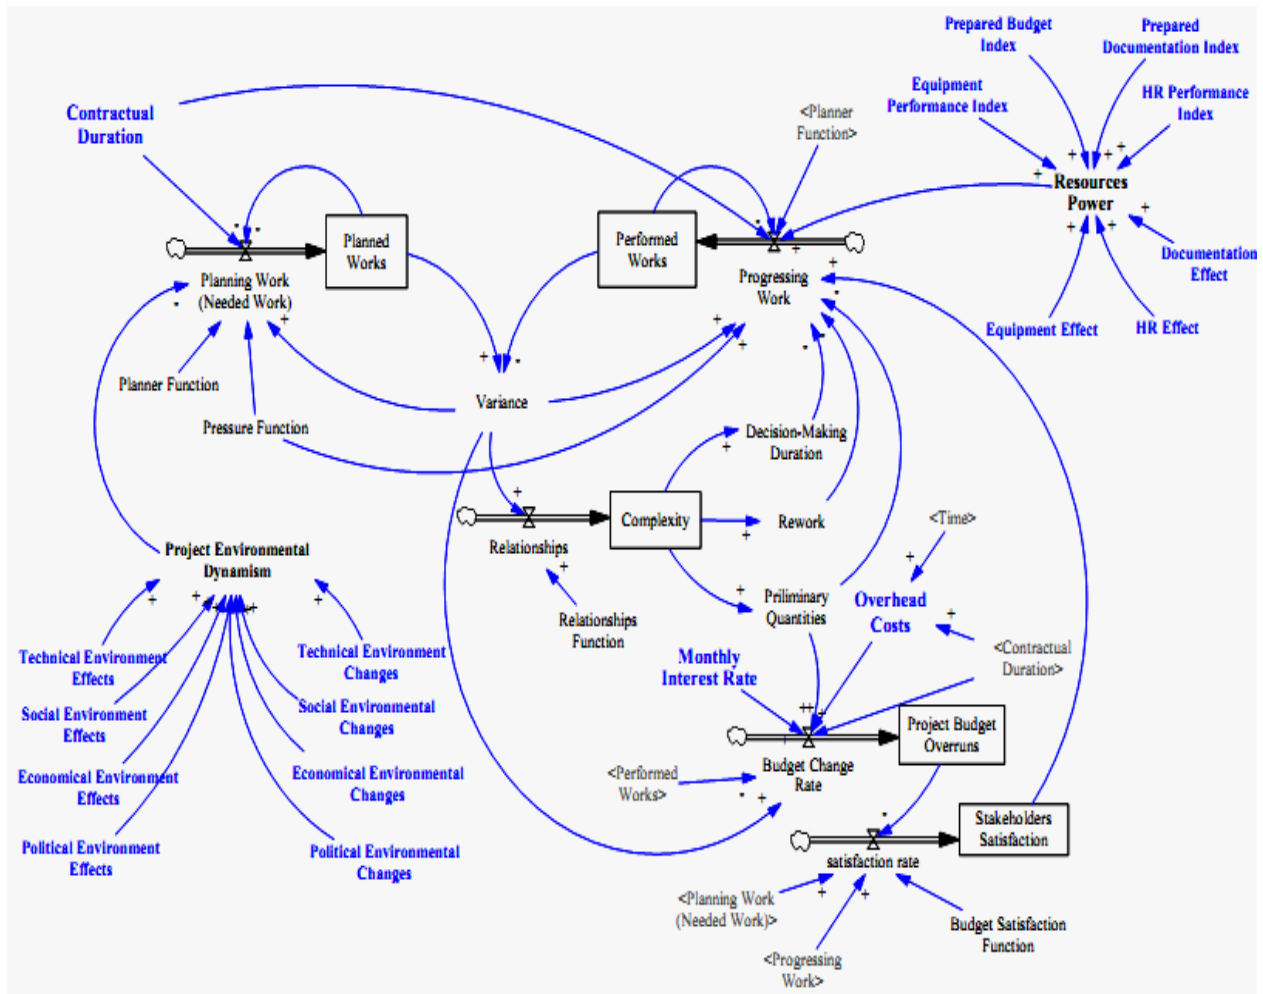 Prepared Budget
Index
Prepared
Documentation Index
Equipment
Performance Index
HR Performance
Index
Contractual
Duration
<Planner
Function>
Resources
Power
Planned
Works
Performed
Works
Documentation
Effect
Planning Work
(Needed Work)
Progressing
Work
Equipment Effect
HR Effect
Planner Function
Variance
Pressure Function
Decision-Making
Duration
Complexity
Rework
<Time>
Relationships
Project Environmental
Dynamism
Priliminary
Quantities
Overhead
Costs
Relationships
Function
<Contractual
Duration>
Technical Environment
Effects
Technical Environment
Changes
Monthly
Interest Rate
Social Environment
Effects
Social Environmental
Changes
Project Budget
Overruns
Economical Environment
Effects
Economical Environmental
Changes
<Performed
Works>
Budget Change
Rate
Stakeholders
Satisfaction
Political Environment
Effects
Political Environmental
Changes
satisfaction rate
<Planning Work
(Needed Work)>
Budget Satisfaction
Function
<Progressing
Work>